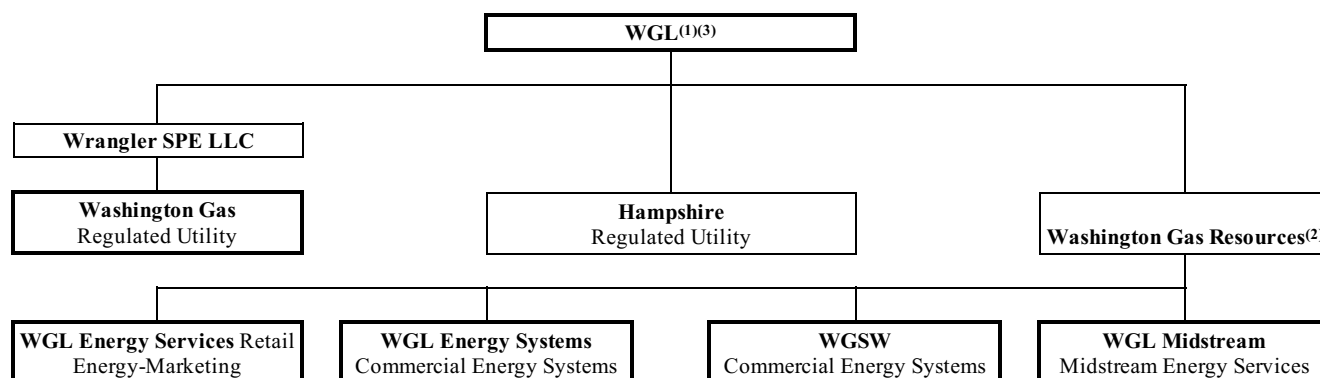 WGL(1)(3)
Wrangler SPE LLC
Washington Gas
Regulated Utility
Hampshire
Regulated Utility
Washington Gas Resources(2)
WGL Energy Services Retail
Energy-Marketing
WGL Energy Systems
Commercial Energy Systems
WGSW
Commercial Energy Systems
WGL Midstream
Midstream Energy Services